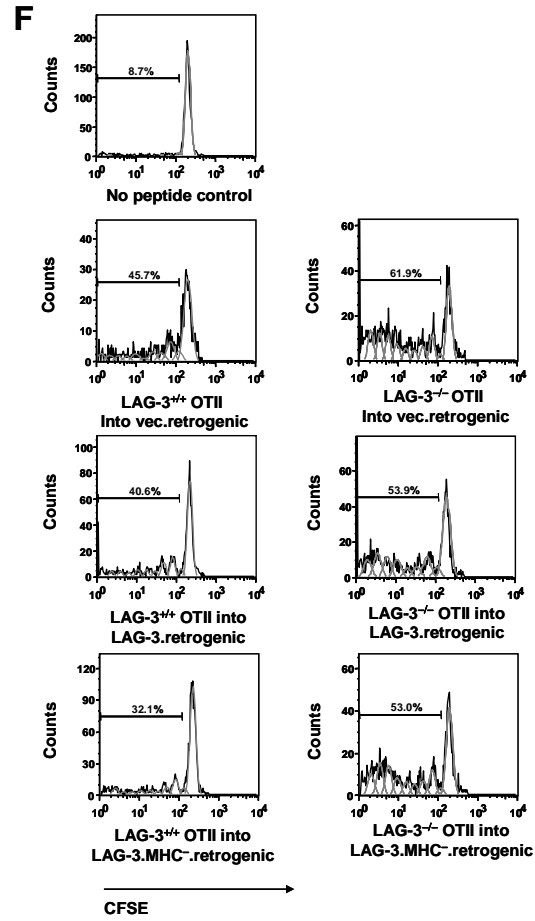 F
200
150
100
50
0
Counts
8.7%
10⁰ 10¹ 10² 10³ 10⁴
No peptide control
40
30
20
10
0
Counts
45.7%
10⁰ 10¹ 10² 10³ 10⁴
LAG-3⁺/⁺ OTII
Into vec.retrogenic
60
40
20
0
Counts
61.9%
10⁰ 10¹ 10² 10³ 10⁴
LAG-3⁻/⁻ OTII
Into vec.retrogenic
100
80
60
40
20
0
Counts
40.6%
10⁰ 10¹ 10² 10³ 10⁴
LAG-3⁺/⁺ OTII into
LAG-3.retrogenic
60
40
20
0
Counts
53.9%
10⁰ 10¹ 10² 10³ 10⁴
LAG-3⁻/⁻ OTII into
LAG-3.retrogenic
120
90
60
30
0
Counts
32.1%
10⁰ 10¹ 10² 10³ 10⁴
LAG-3⁺/⁺ OTII into
LAG-3.MHC⁻.retrogenic
60
40
20
0
Counts
53.0%
10⁰ 10¹ 10² 10³ 10⁴
LAG-3⁻/⁻ OTII into
LAG-3.MHC⁻.retrogenic
CFSE